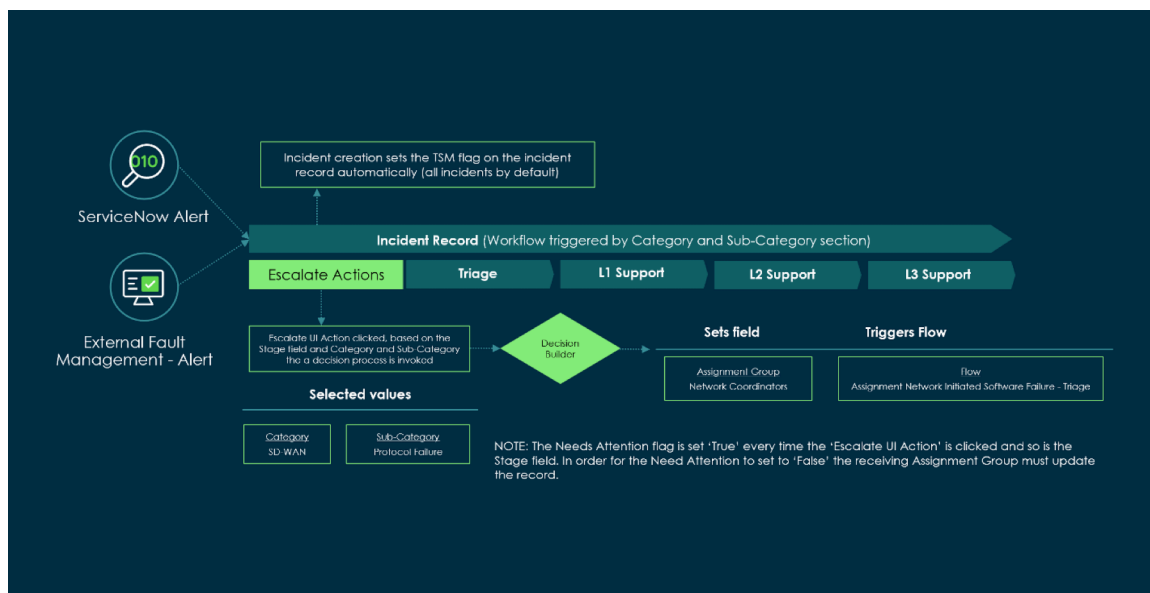 010
ServiceNow Alert
External Fault
Management - Alert
Incident creation sets the TSM flag on the incident
record automatically (all incidents by default)
Incident Record (Workflow triggered by Category and Sub-Category section)
Escalate Actions
Triage
L1 Support
L2 Support
L3 Support
Escalate UI Action clicked, based on the
Stage field and Category and Sub-Category
the a decision process is invoked
Decision
Builder
Sets field
Assignment Group
Network Coordinators
Triggers Flow
Flow
Assignment Network Initiated Software Failure - Triage
Selected values
Category
SD-WAN
Sub-Category
Protocol Failure
NOTE: The Needs Attention flag is set 'True' every time the 'Escalate UI Action' is clicked and so is the
Stage field. In order for the Need Attention to set to 'False' the receiving Assignment Group must update
the record.